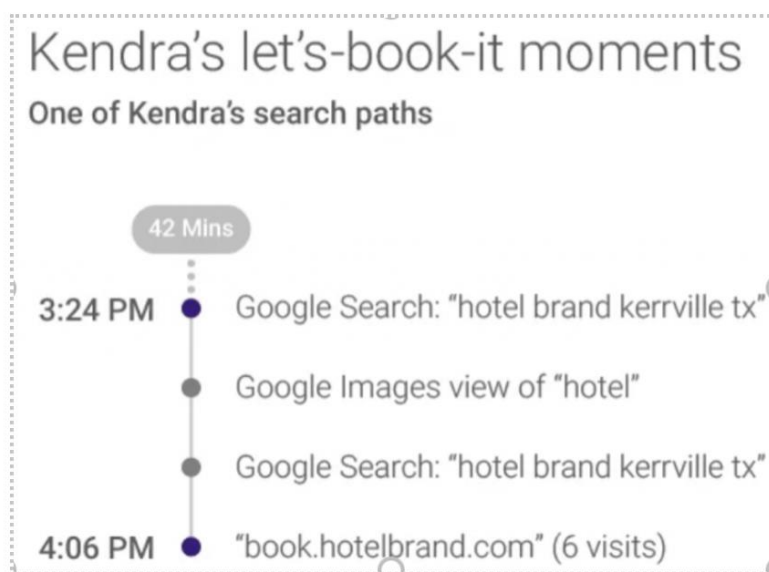 Kendra's let's-book-it moments
One of Kendra's search paths
42 Mins
3:24 PM Google Search: “hotel brand kerrville tx”
Google Images view of “hotel”
Google Search: “hotel brand kerrville tx”
4:06 PM “book.hotelbrand.com” (6 visits)